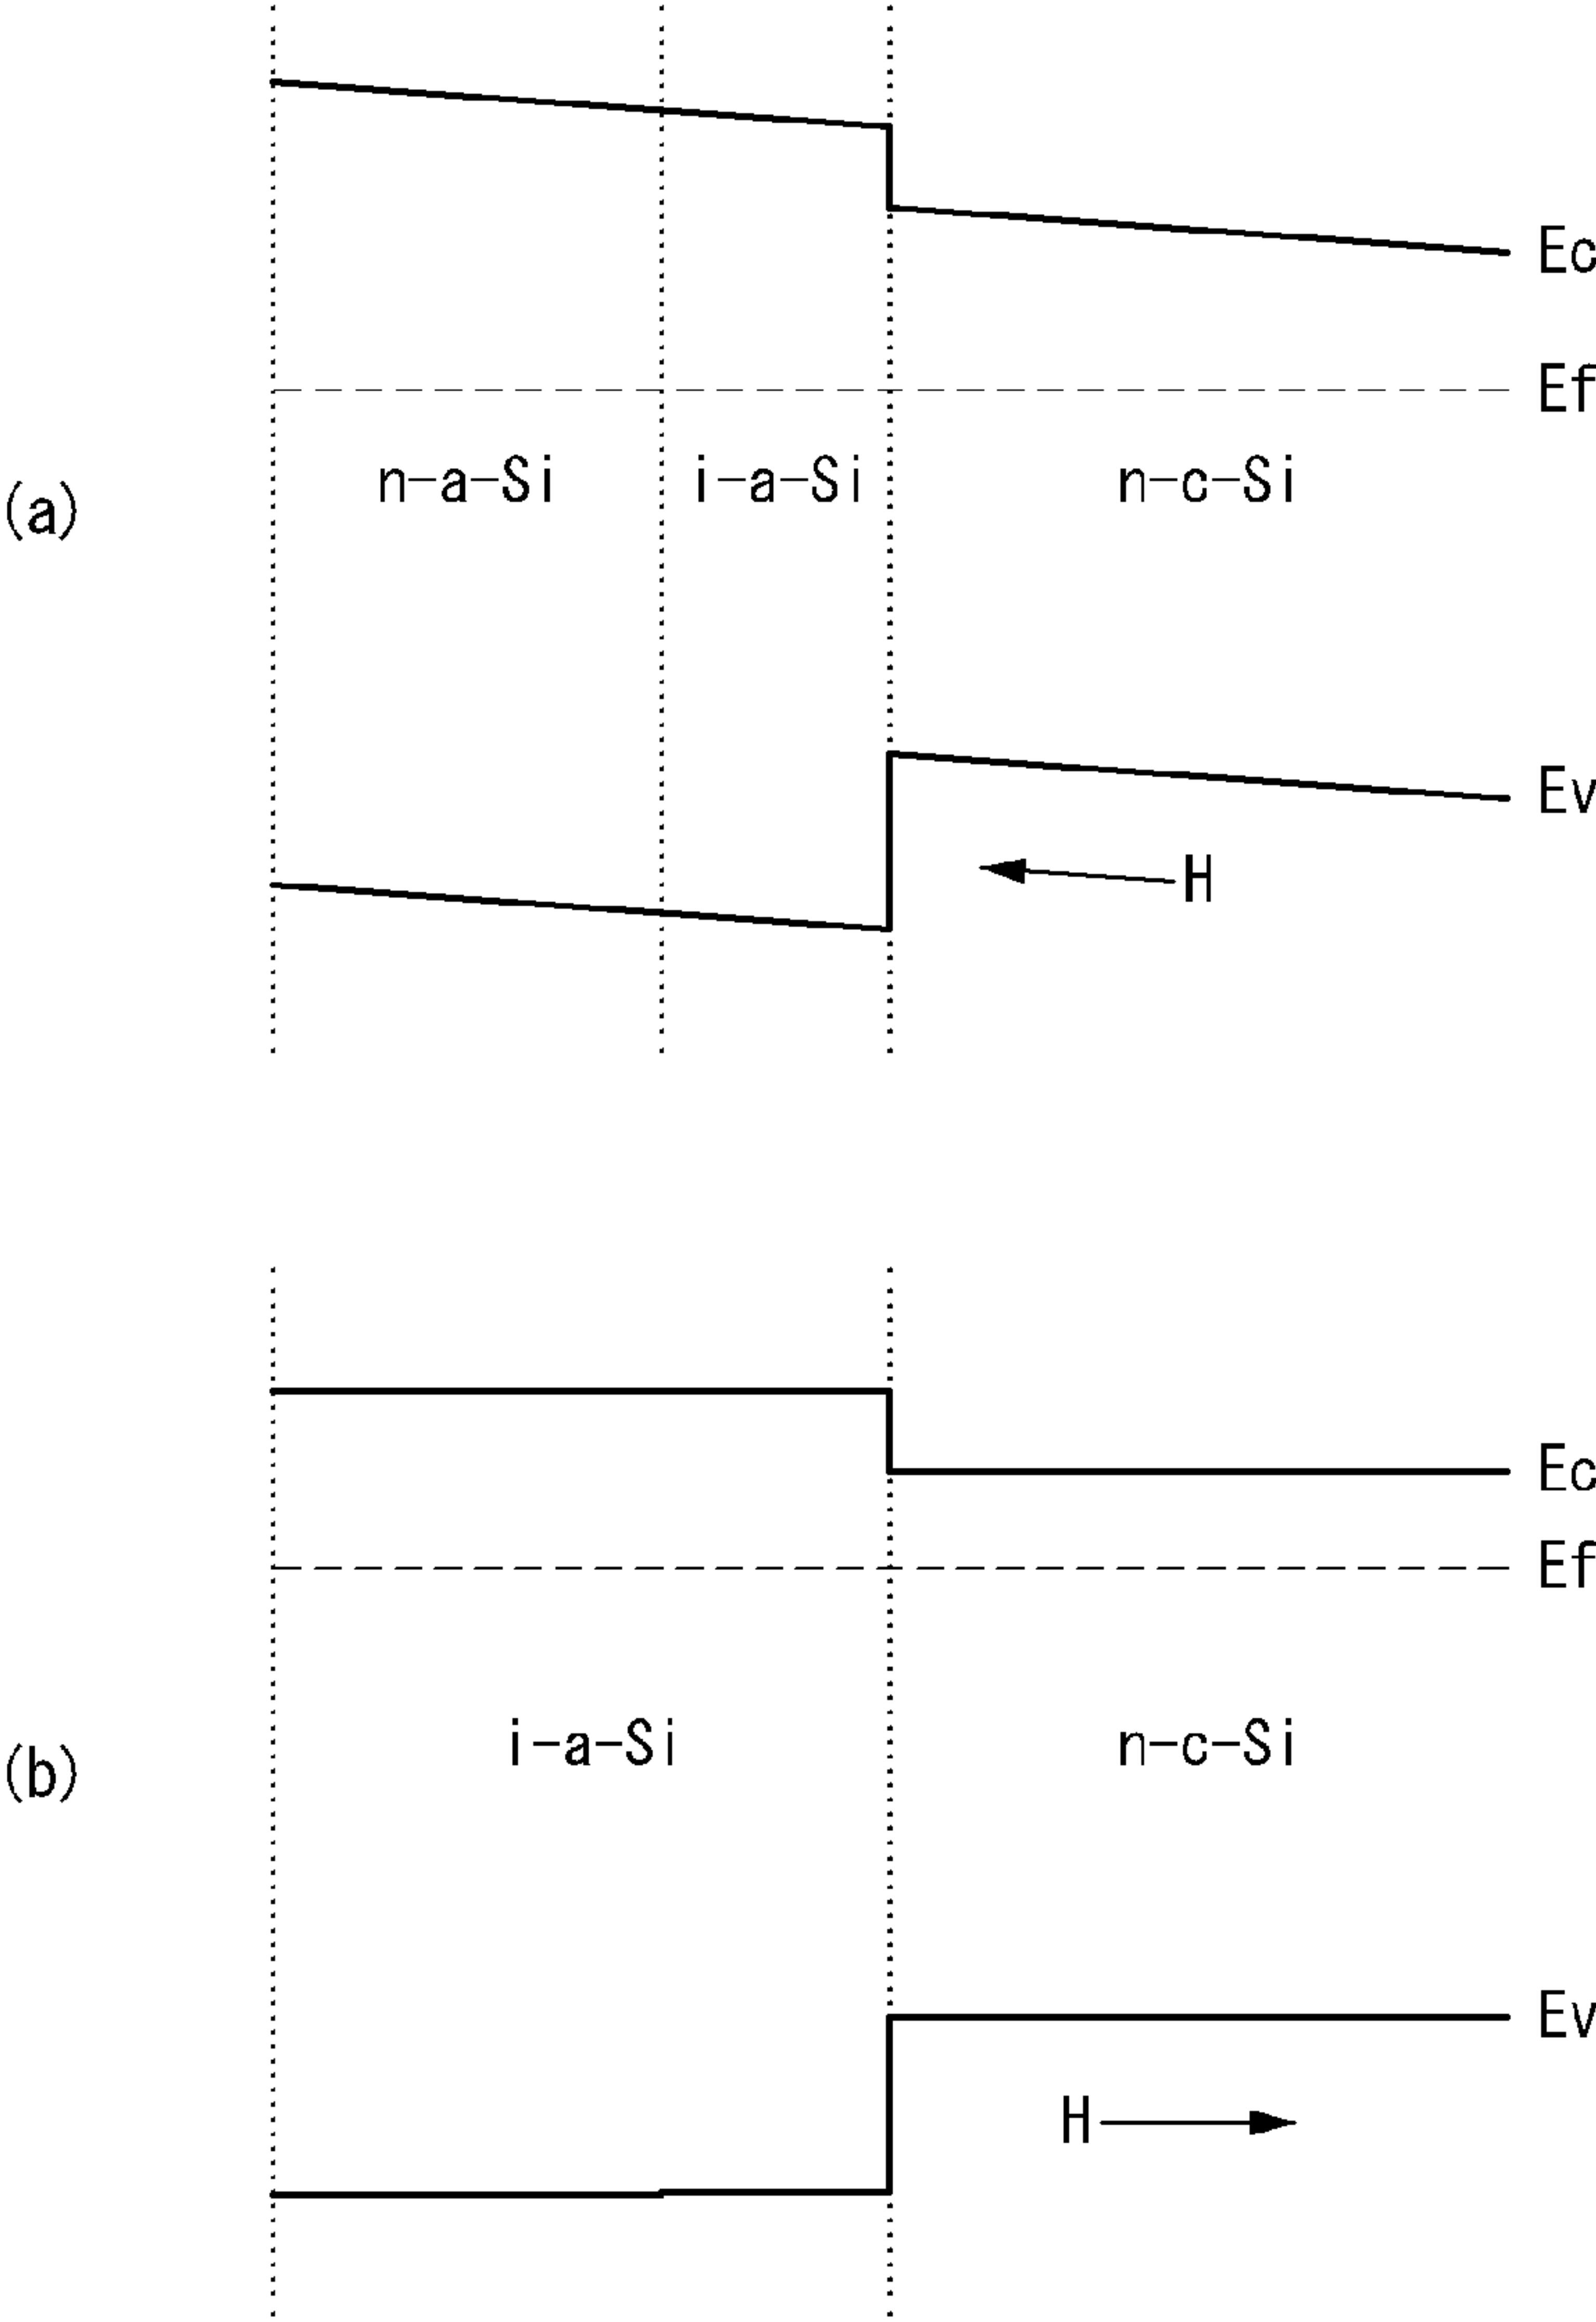 Ec
Ef
(a) n-a-Si i-a-Si n-c-Si
Ev
H
Ec
Ef
(b) i-a-Si n-c-Si
Ev
H